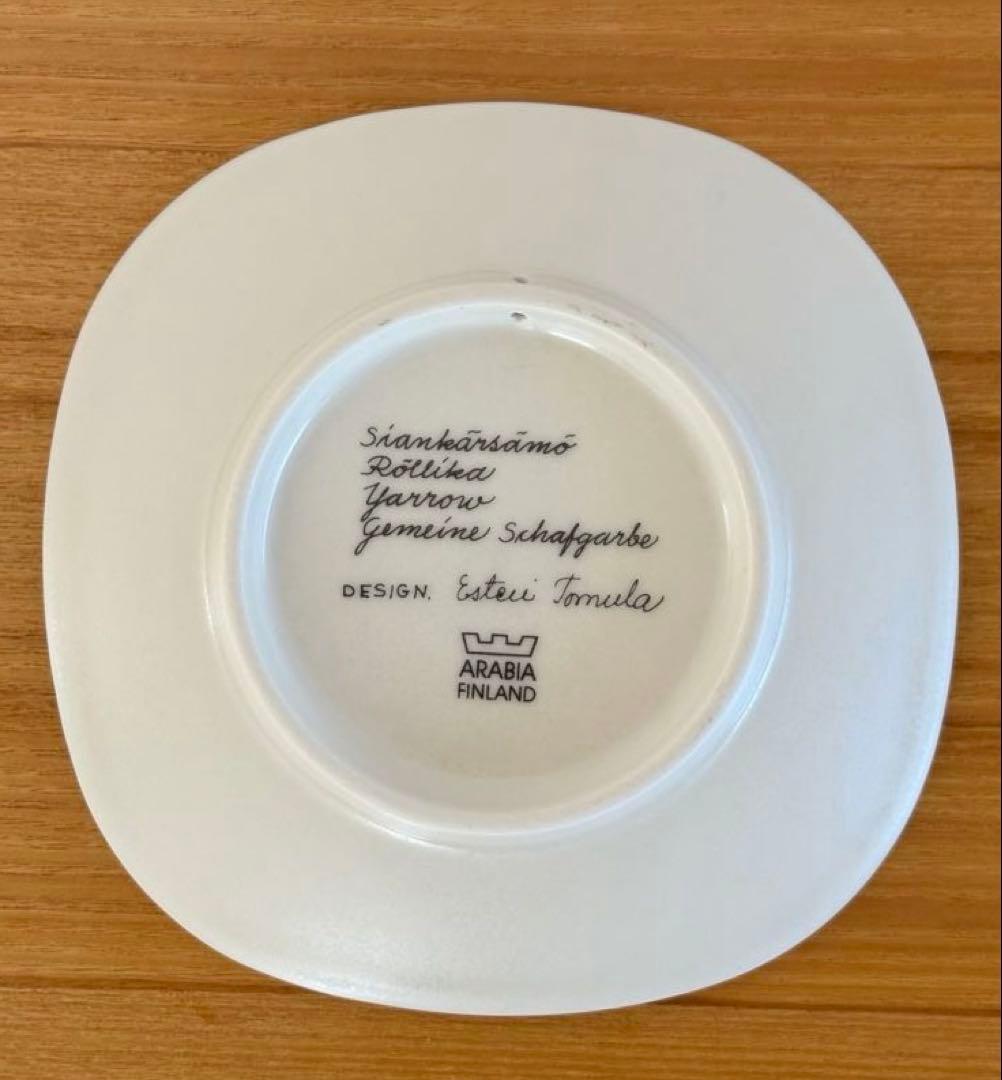 Siankärsämö
Röllika
Yarrow
Gemeine Schafgarbe
DESIGN. Esteri Tomula
ARABIA
FINLAND